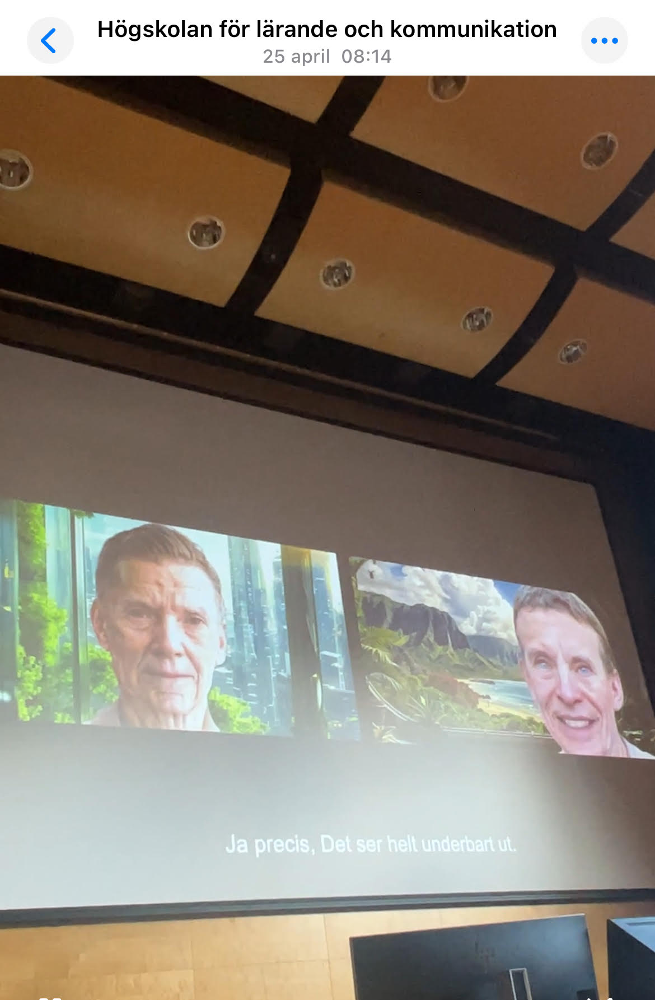 Högskolan för lärande och kommunikation
25 april 08:14
Ja precis, Det ser helt underbart ut.